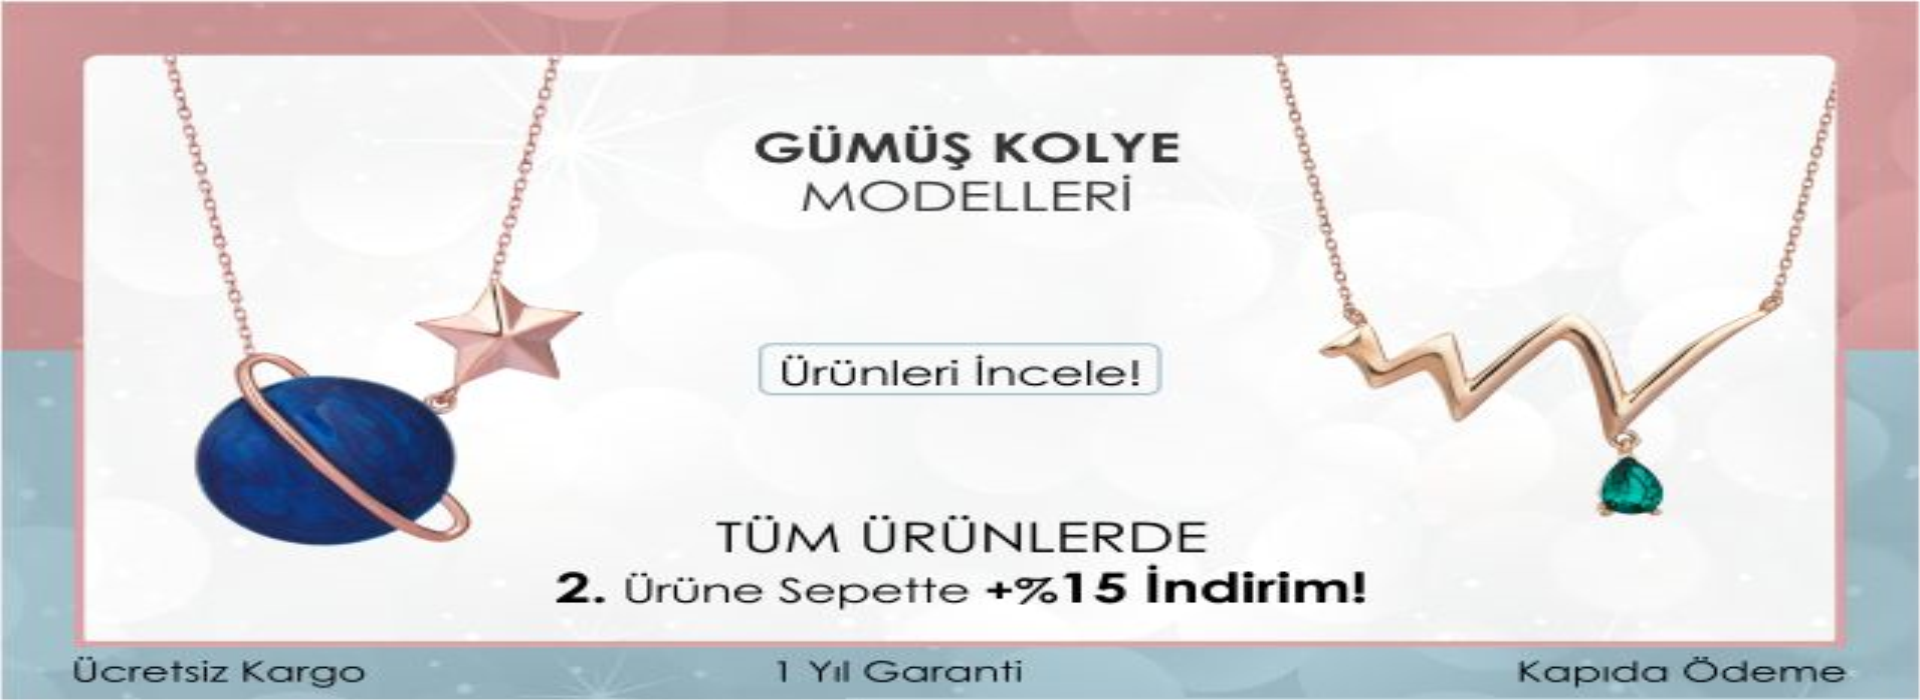 GÜMÜŞ KOLYE
MODELLERİ
Ürünleri İncele!
TÜM ÜRÜNLERDE
2. Ürüne Sepette +%15 İndirim!
Ücretsiz Kargo
1 Yıl Garanti
Kapıda Ödeme